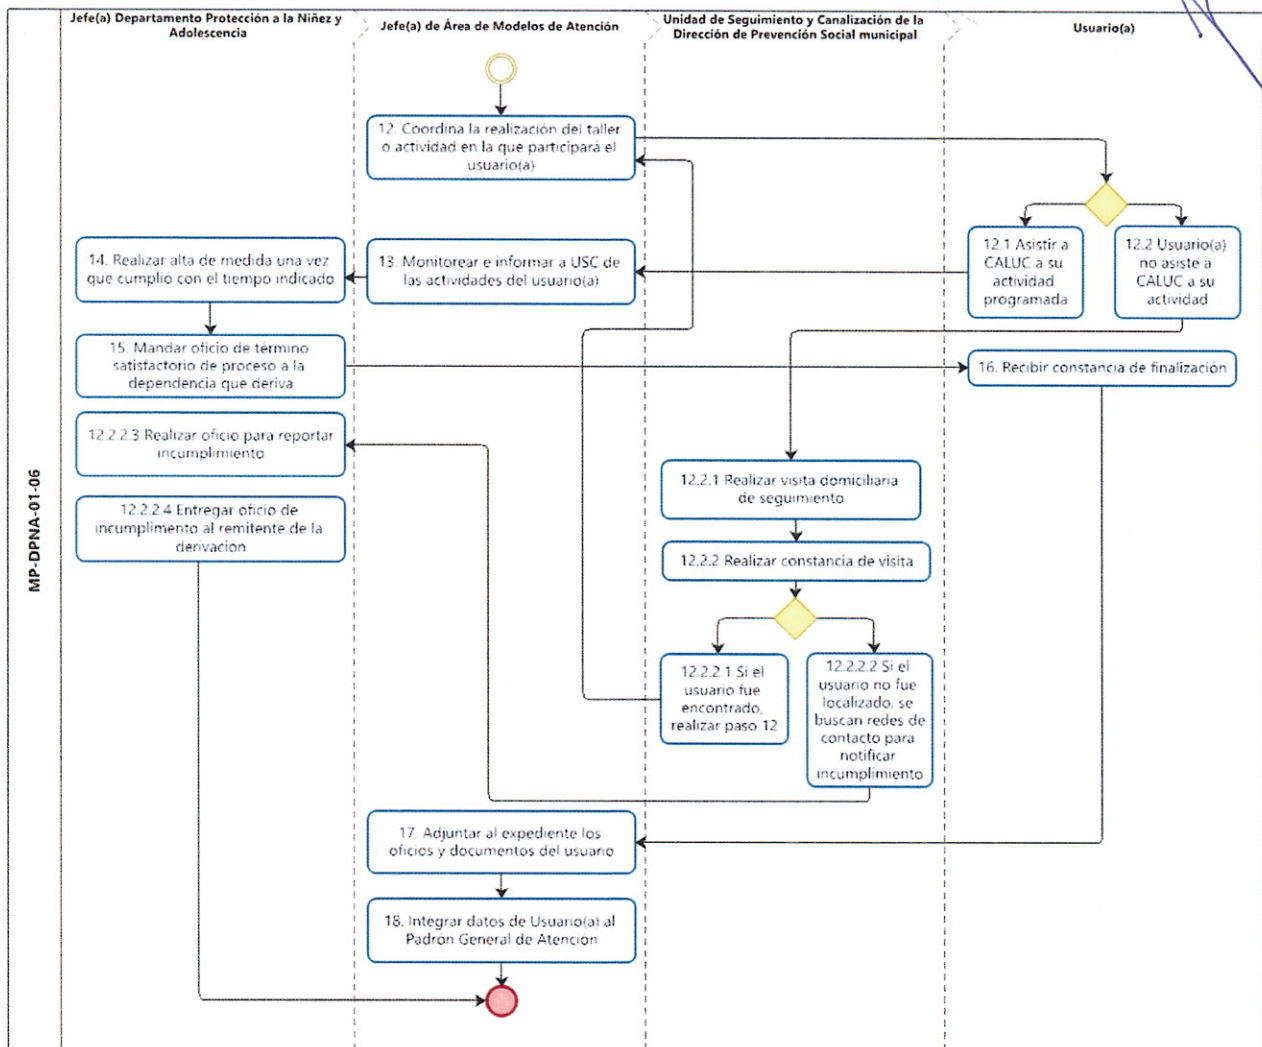 Jefe(a) Departamento Protección a la Niñez y
Adolescencia
Jefe(a) de Área de Modelos de Atención
Unidad de Seguimiento y Canalización de la
Dirección de Prevención Social municipal
Usuario(a)
MP-DPNA-01-06
12. Coordina la realización del taller
o actividad en la que participará el
usuario(a)
12.1 Asistir a
CALUC a su
actividad
programada
12.2 Usuario(a)
no asiste a
CALUC a su
actividad
13. Monitorear e informar a USC de
las actividades del usuario(a)
14. Realizar alta de medida una vez
que cumplió con el tiempo indicado
15. Mandar oficio de término
satisfactorio de proceso a la
dependencia que deriva
16. Recibir constancia de finalización
12.2.2.3 Realizar oficio para reportar
incumplimiento
12.2.2.4 Entregar oficio de
incumplimento al remitente de la
derivacion
12.2.1 Realizar visita domiciliaria
de seguimiento
12.2.2 Realizar constancia de visita
12.2.2.1 Si el
usuario fue
encontrado,
realizar paso 12
12.2.2.2 Si el
usuario no fue
localizado, se
buscan redes de
contacto para
notificar
incumplimiento
17. Adjuntar al expediente los
oficios y documentos del usuario
18. Integrar datos de Usuario(a) al
Padrón General de Atención